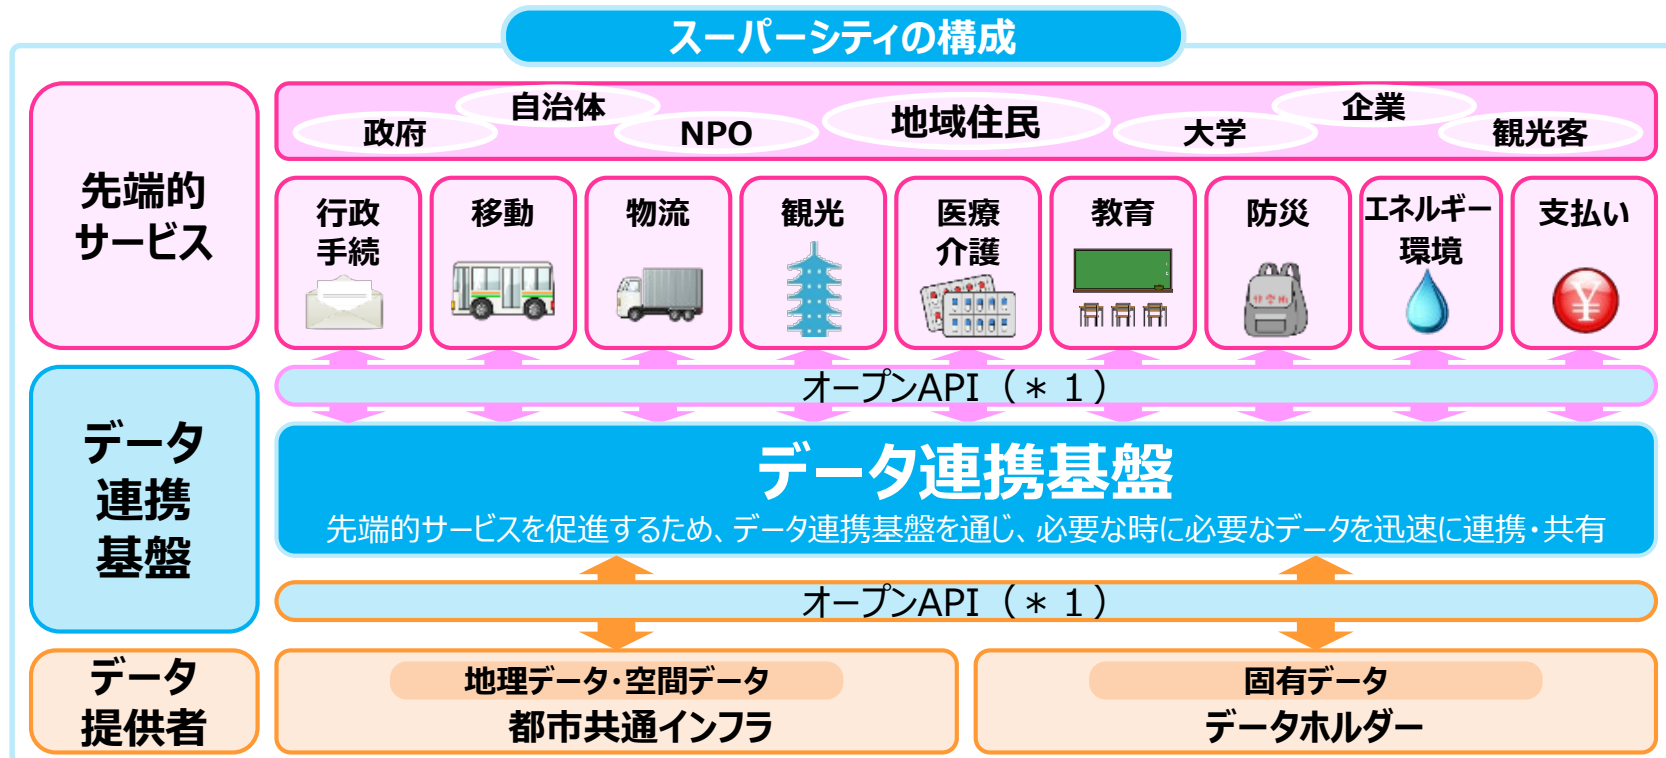 スーパーシティの構成
先端的
サービス
自治体
企業
政府
NPO
地域住民
大学
観光客
行政
手続
移動
物流
観光
医療
介護
教育
防災
エネルギー
環境
支払い
オープンAPI（＊１）
データ
連携
基盤
データ連携基盤
先端的サービスを促進するため、データ連携基盤を通じ、必要な時に必要なデータを迅速に連携・共有
オープンAPI（＊１）
データ
提供者
地理データ・空間データ
都市共通インフラ
固有データ
データホルダー